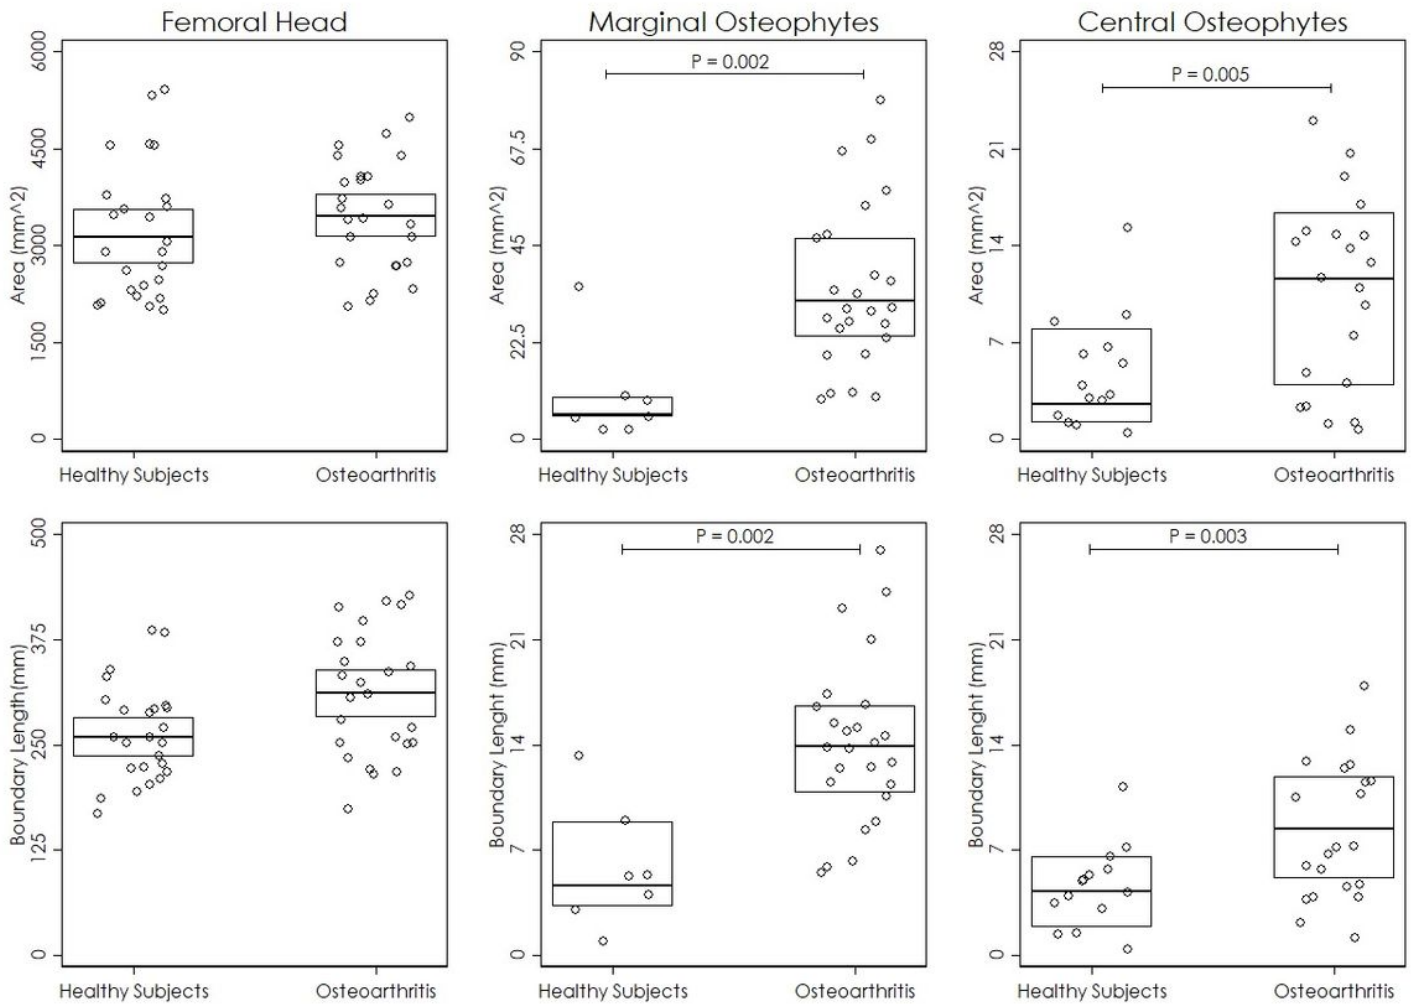 Femoral Head
Marginal Osteophytes
Central Osteophytes
6000
4500
3000
1500
0
Area (mm^2)
Healthy Subjects
Osteoarthritis
90
67.5
45
22.5
0
Area (mm^2)
P = 0.002
Healthy Subjects
Osteoarthritis
28
21
14
7
0
Area (mm^2)
P = 0.005
Healthy Subjects
Osteoarthritis
500
375
250
125
0
Boundary Length(mm)
Healthy Subjects
Osteoarthritis
28
21
14
7
0
Boundary Lenght (mm)
P = 0.002
Healthy Subjects
Osteoarthritis
28
21
14
7
0
Boundary Lenght (mm)
P = 0.003
Healthy Subjects
Osteoarthritis